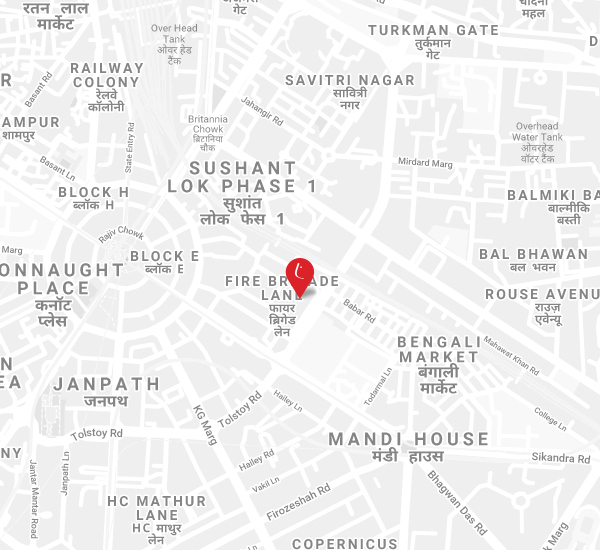 रतन लाल
मार्केट
गेट
Over Head
Tank
ओवर हेड
टैंक
TURKMAN GATE
तुर्कमान
गेट
महल
RAILWAY
COLONY
रेलवे
कॉलोनी
Basant Rd
SAVITRI NAGAR
सावित्री
नगर
Jahangir Rd
AMPUR
शामपुर
State Entry Rd
Britannia
Chowk
ब्रिटानिया
चौक
Overhead
Water Tank
ओवरहेड
वॉटर टैंक
Basant Ln
SUSHANT
LOK PHASE 1
सुशांत
लोक फेस 1
Mirdard Marg
BLOCK H
ब्लॉक H
BALMIKI BA
बाल्मीकि
बस्ती
Rajiv Chowk
Marg
BLOCK E
ब्लॉक E
BAL BHAWAN
बल भवन
ONNAUGHT
PLACE
कनॉट
प्लेस
FIRE BRIGADE
LANE
फायर
ब्रिगेड
लेन
Babar Rd
ROUSE AVENU
राउज़
एवेन्यू
BENGALI
MARKET
बंगाली
मार्केट
Mahawat Khan Rd
JANPATH
जनपथ
Todarmal Ln
Hailey Ln
Tolstoy Rd
KG Marg
College Ln
Tolstoy Rd
MANDI HOUSE
मंडी हाउस
Sikandra Rd
Hailey Rd
Vakil Ln
Jantar Mantar Road
Janpath Ln
Firozeshah Rd
Bhagwan Das Rd
HC MATHUR
LANE
HC माथुर
लेन
COPERNICUS
k Marg